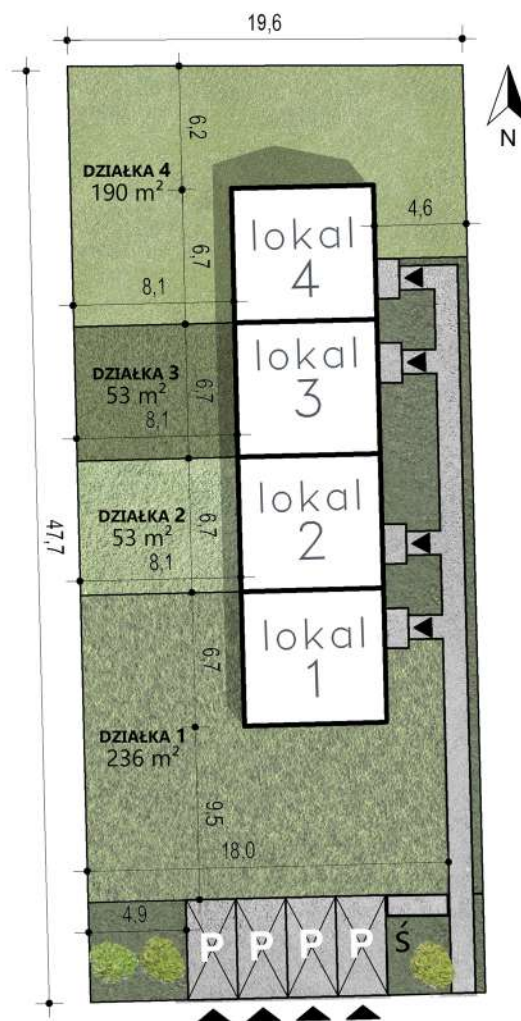 19,6
6,2
DZIAŁKA 4
190 m²
N
4,6
lokal
4
6,7
8,1
DZIAŁKA 3
53 m²
8,1
6,7
lokal
3
47,7
DZIAŁKA 2
53 m²
8,1
6,7
lokal
2
6,7
lokal
1
DZIAŁKA 1
236 m²
9,5
18,0
4,9
P P P P Ś